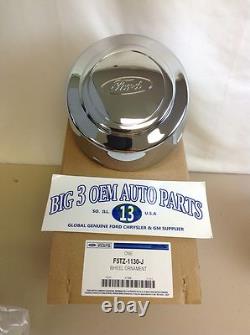 Ford
BIG 3 OEM AUTO PARTS
SO. ILL. 13 U.S.A
GLOBAL GENUINE FORD CHRYSLER & GM SUPPLIER
ONE
F5TZ-1130-J
WHEEL ORNAMENT